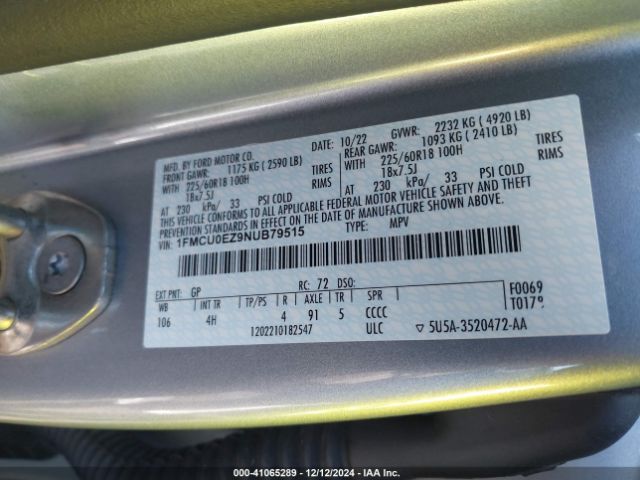 MFD. BY FORD MOTOR CO.
DATE: 10/22 GVWR: 2232 KG ( 4920 LB)
FRONT GAWR: 1175 KG ( 2590 LB)
REAR GAWR: 1093 KG ( 2410 LB)
WITH 225/60R18 100H TIRES
WITH 225/60R18 100H TIRES
18x7.5J RIMS
18x7.5J RIMS
AT 230 kPa/ 33 PSI COLD
AT 230 kPa/ 33 PSI COLD
THIS VEHICLE CONFORMS TO ALL APPLICABLE FEDERAL MOTOR VEHICLE SAFETY AND THEFT
PREVENTION STANDARDS IN EFFECT ON THE DATE OF MANUFACTURE SHOWN ABOVE.
VIN: 1FMCU0EZ9NUB79515 TYPE: MPV
EXT PNT: GP RC: 72 DSO: F0069
WB INT TR TP/PS R AXLE TR SPR T017
106 4H 4 91 5 CCCC
1202210182547 ULC ▽ 5U5A-3520472-AA
000-41065289 - 12/12/2024 - IAA Inc.